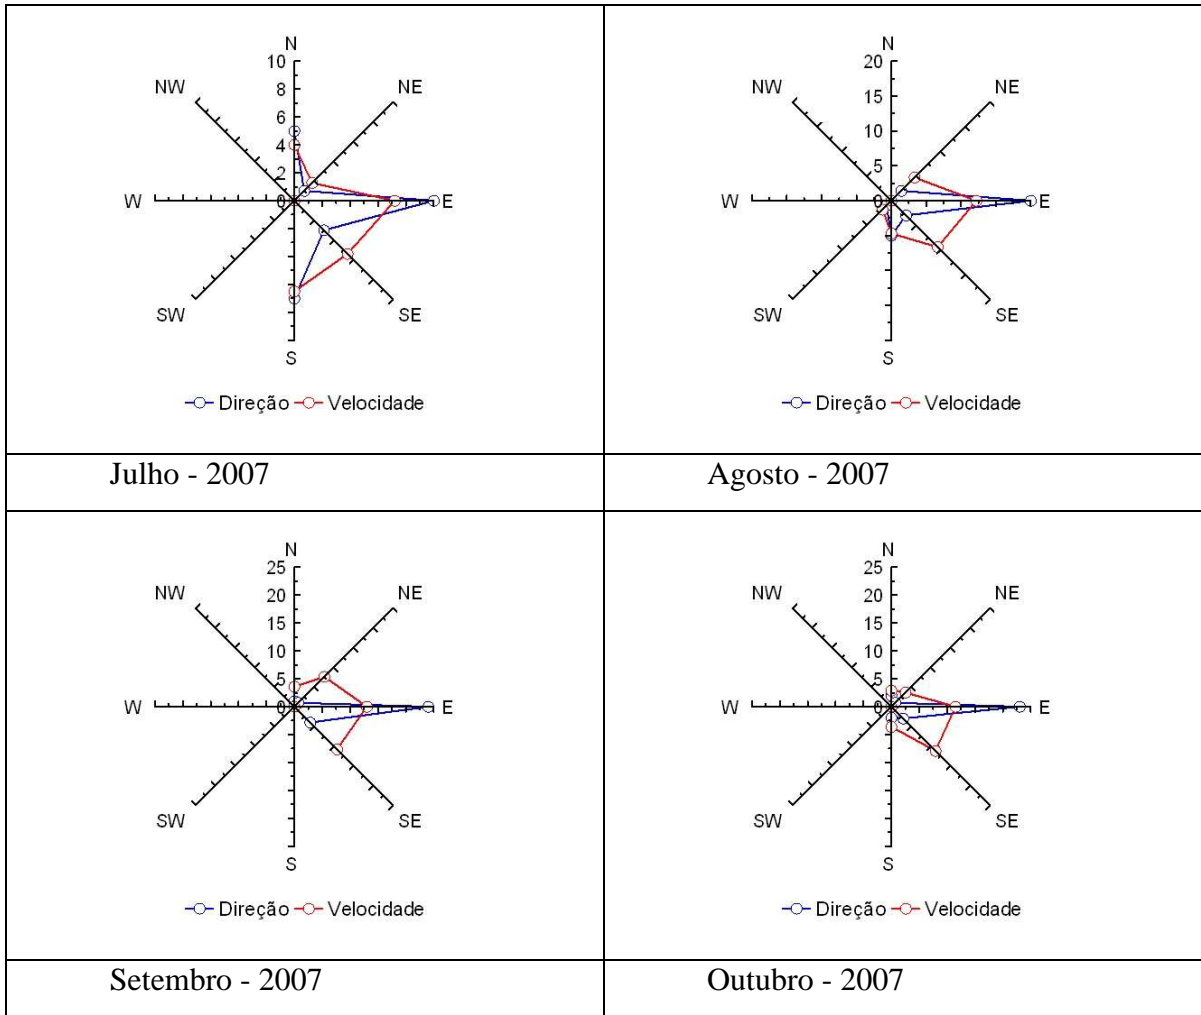 N
10
8
6
4
2
0
NW
NE
W
E
SW
SE
S
Direção
Velocidade
Julho - 2007
N
20
15
10
5
0
NW
NE
W
E
SW
SE
S
Direção
Velocidade
Agosto - 2007
N
25
20
15
10
5
0
NW
NE
W
E
SW
SE
S
Direção
Velocidade
Setembro - 2007
N
25
20
15
10
5
0
NW
NE
W
E
SW
SE
S
Direção
Velocidade
Outubro - 2007